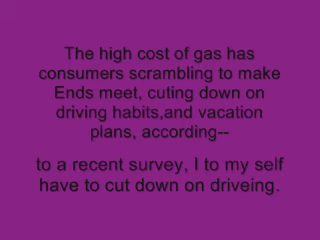 The high cost of gas has
consumers scrambling to make
Ends meet, cuting down on
driving habits,and vacation
plans, according--
to a recent survey, I to my self
have to cut down on driveing.